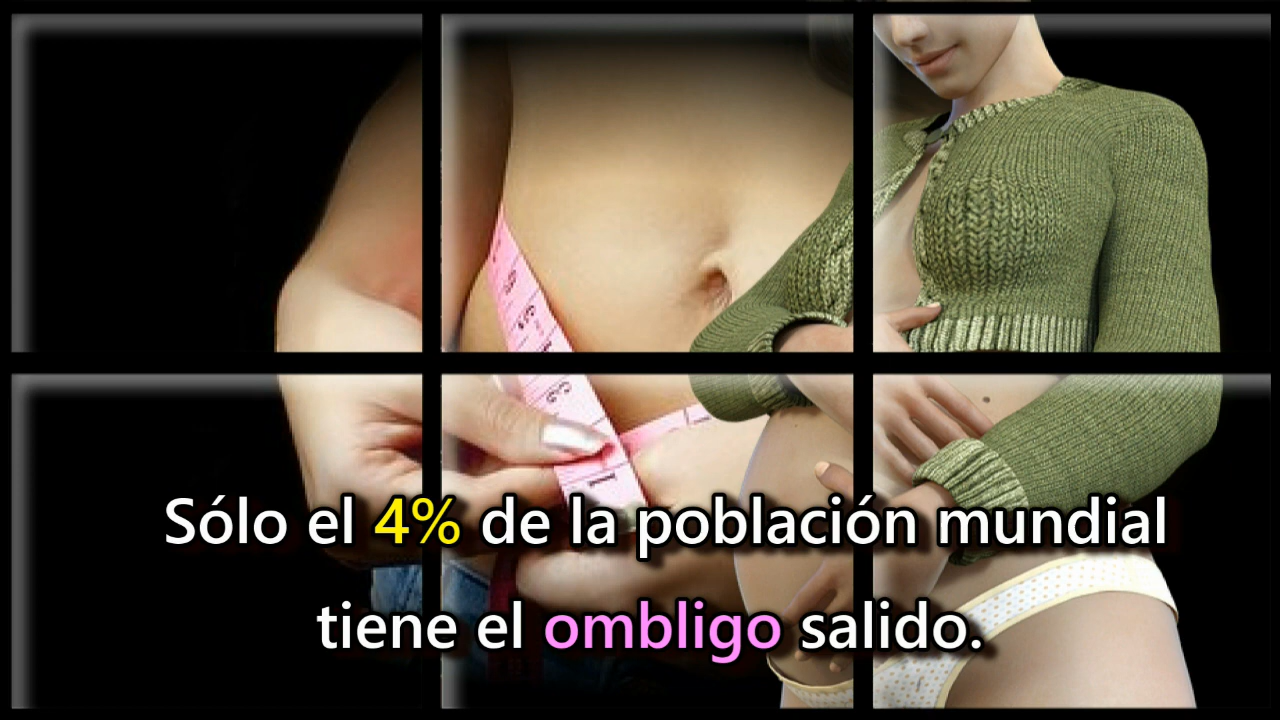 Sólo el 4% de la población mundial
tiene el ombligo salido.